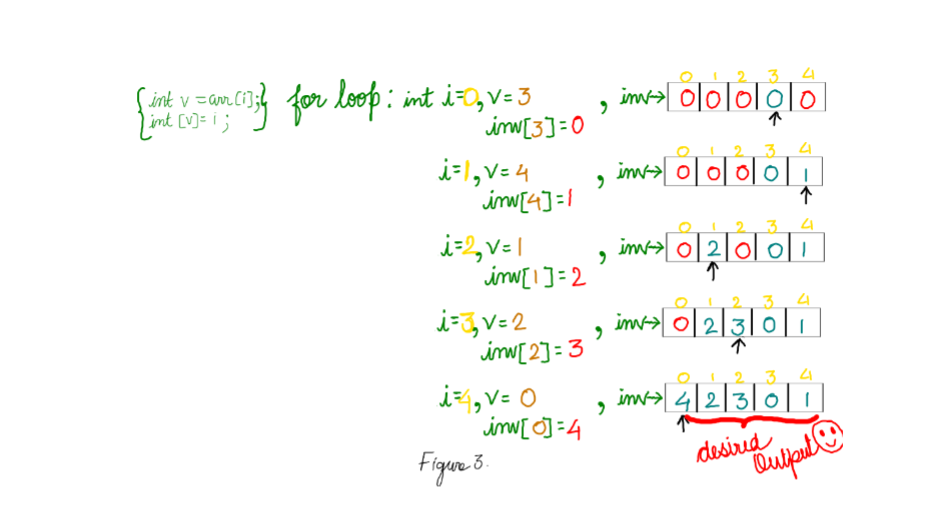 0 1 2 3 4
{ int v = arr[i]; } for loop: int i=0, v=3 , inv→ 0 0 0 0 0
int [v]= i ; inv[3]=0
0 1 2 3 4
i=1, v=4 , inv→ 0 0 0 0 1
inv[4]=1
0 1 2 3 4
i=2, v=1 , inv→ 0 2 0 0 1
inv[1]=2
0 1 2 3 4
i=3, v=2 , inv→ 0 2 3 0 1
inv[2]=3
0 1 2 3 4
i=4, v=0 , inv→ 4 2 3 0 1
inv[0]=4
desired
Output
Figure 3.